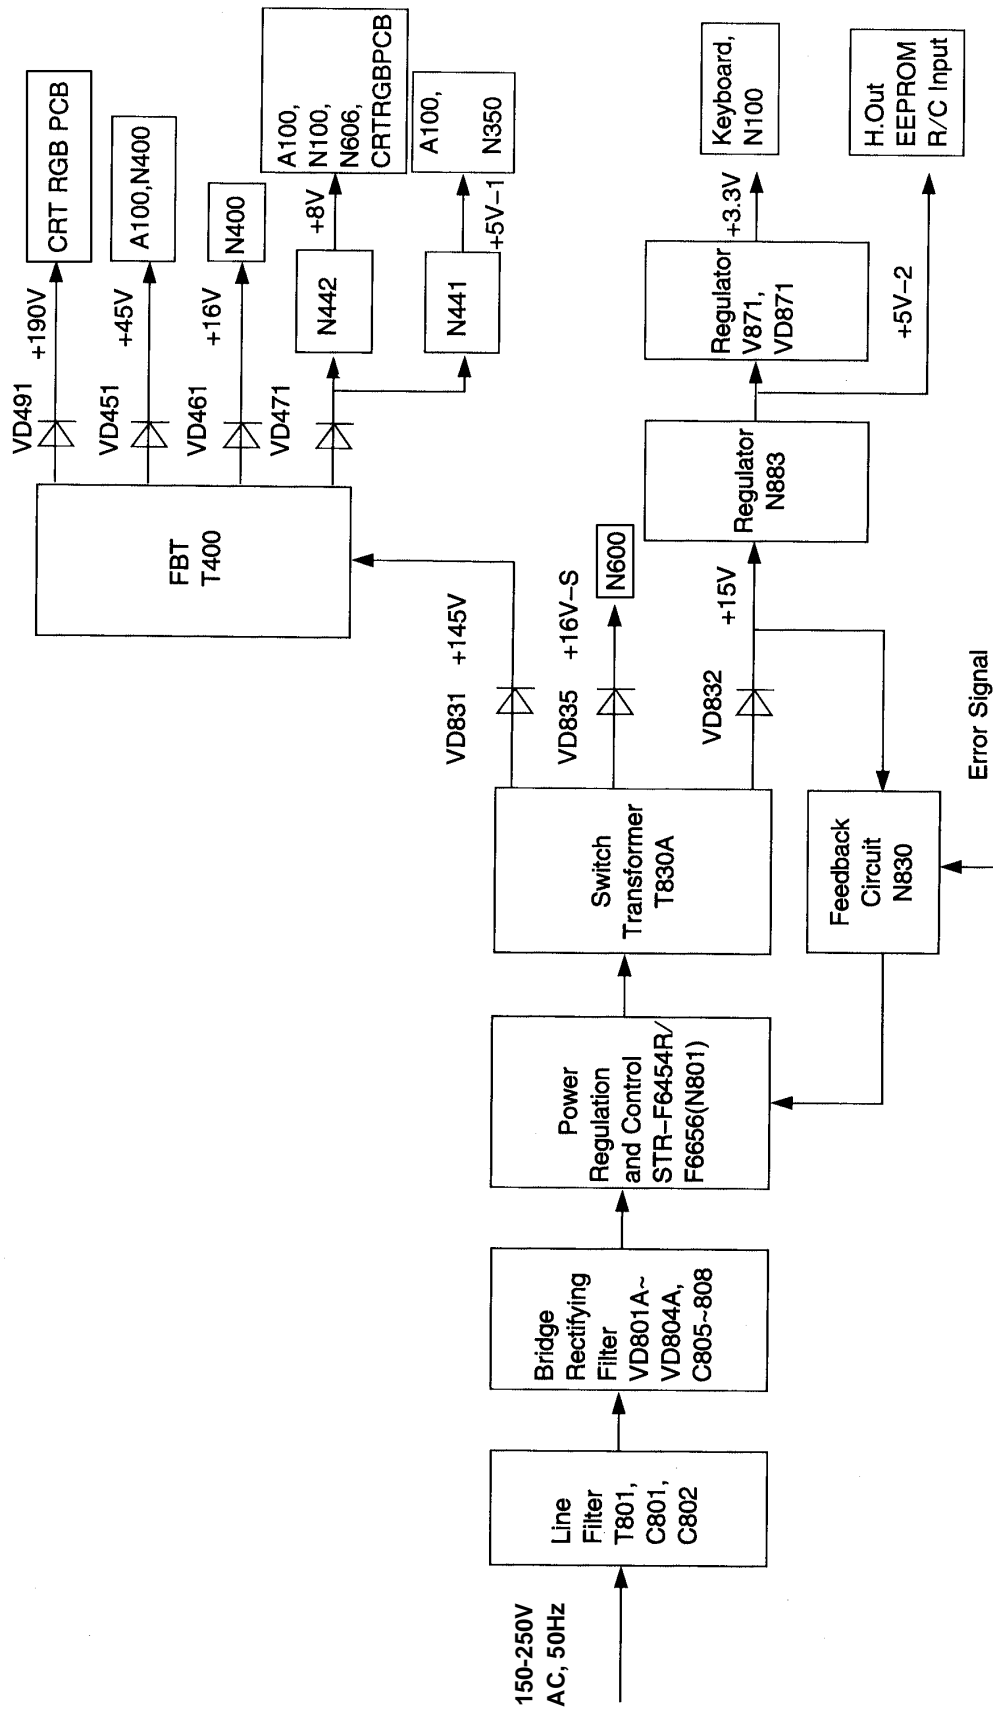 150-250V
AC, 50Hz
Line
Filter
T801,
C801,
C802
Bridge
Rectifying
Filter
VD801A~
VD804A,
C805~808
Power
Regulation
and Control
STR-F6454R/
F6656(N801)
Switch
Transformer
T830A
Feedback
Circuit
N830
Error Signal
VD831
+145V
VD835
+16V-S
N600
VD832
+15V
FBT
T400
VD491
+190V
CRT RGB PCB
VD451
+45V
A100,N400
VD461
+16V
N400
VD471
N442
+8V
A100,
N100,
N606,
CRTRGBPCB
N441
+5V-1
A100,
N350
Regulator
N883
Regulator
V871,
VD871
+3.3V
Keyboard,
N100
+5V-2
H.Out
EEPROM
R/C Input